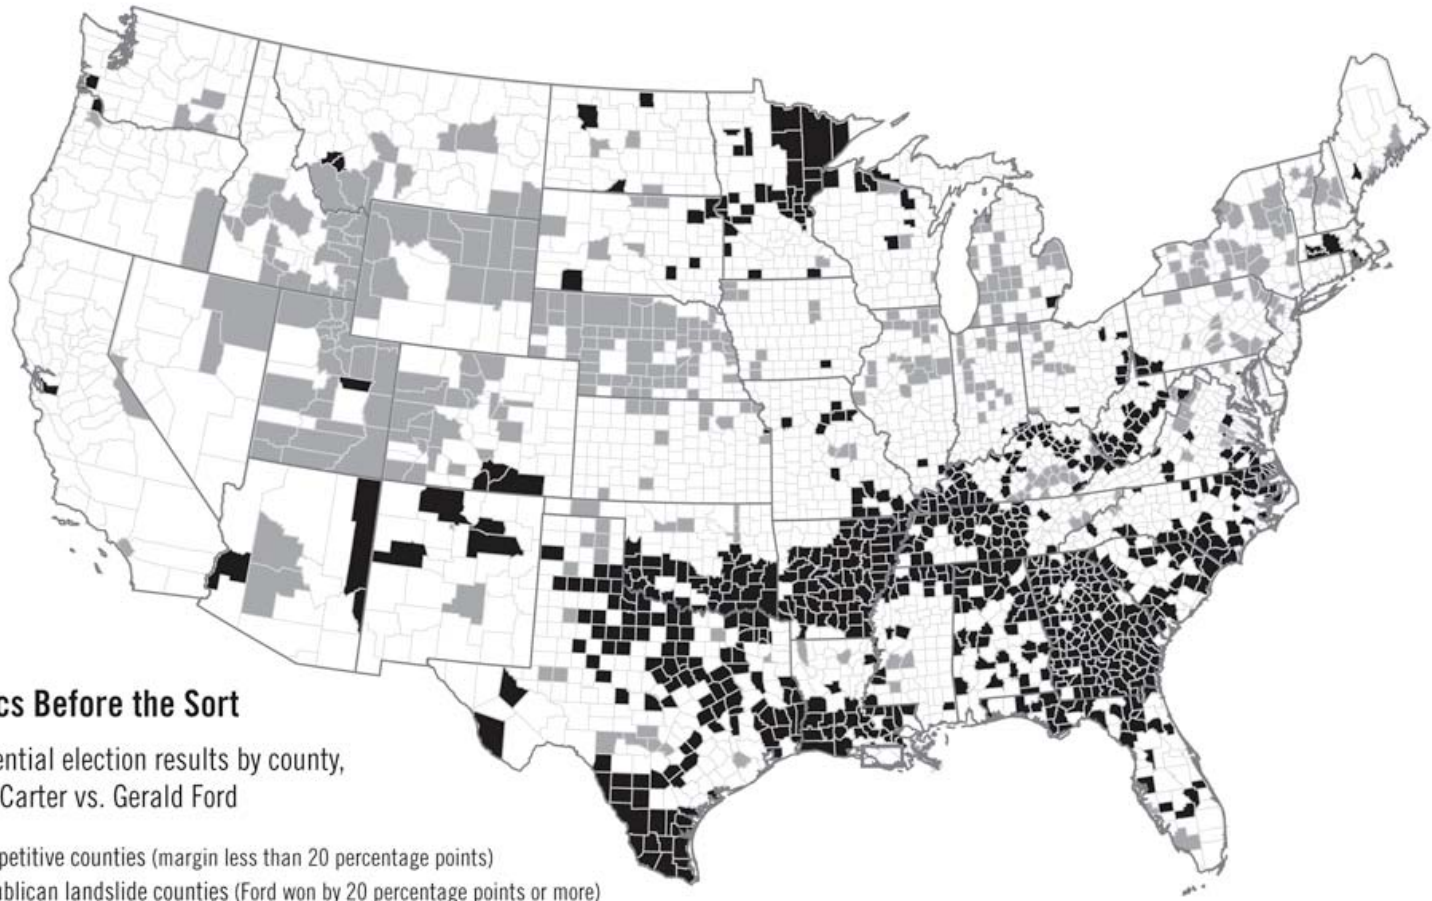 cs Before the Sort
ential election results by county,
Carter vs. Gerald Ford
petitive counties (margin less than 20 percentage points)
ublican landslide counties (Ford won by 20 percentage points or more)